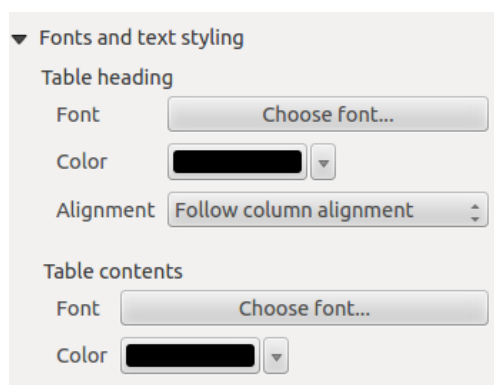 Fonts and text styling
Table heading
Font Choose font...
Color
Alignment Follow column alignment
Table contents
Font Choose font...
Color